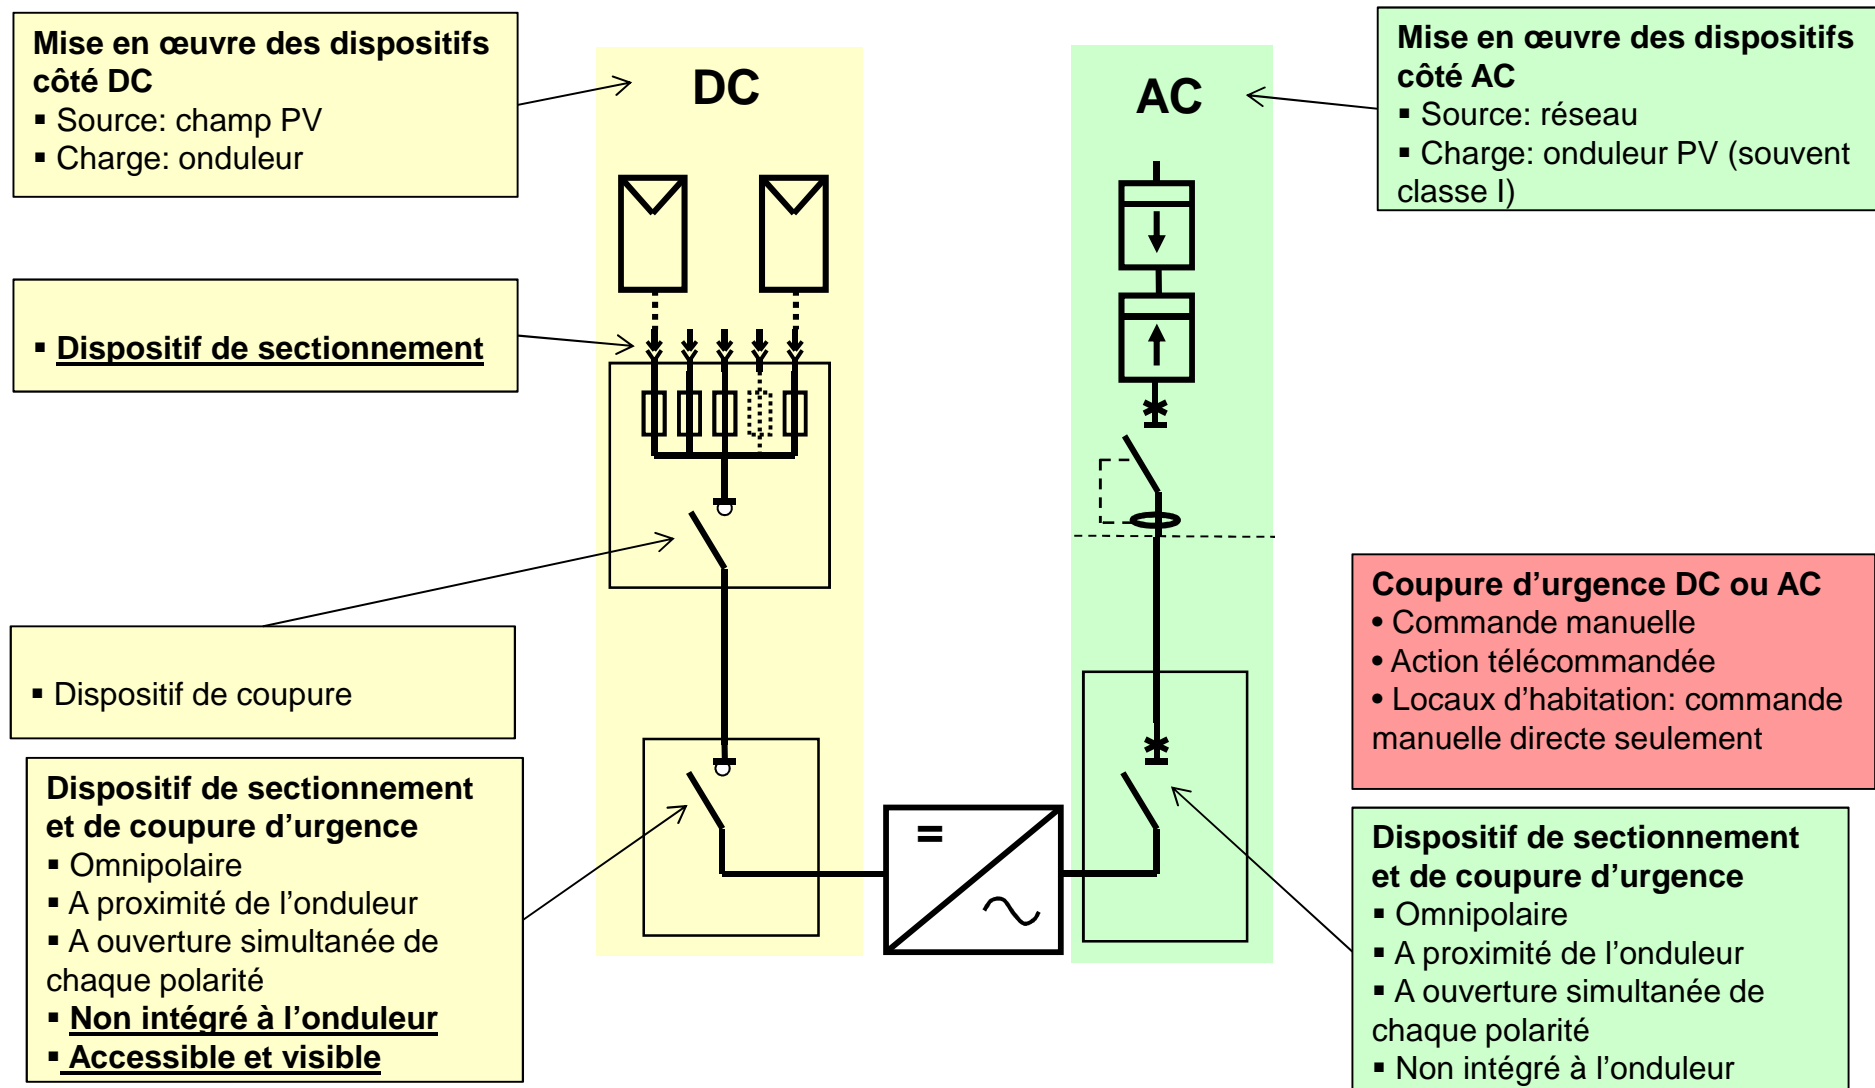 Mise en œuvre des dispositifs
côté DC
▪ Source: champ PV
▪ Charge: onduleur
DC
AC
Mise en œuvre des dispositifs
côté AC
▪ Source: réseau
▪ Charge: onduleur PV (souvent
classe I)
▪ Dispositif de sectionnement
▪ Dispositif de coupure
Coupure d’urgence DC ou AC
• Commande manuelle
• Action télécommandée
• Locaux d’habitation: commande
manuelle directe seulement
Dispositif de sectionnement
et de coupure d’urgence
▪ Omnipolaire
▪ A proximité de l’onduleur
▪ A ouverture simultanée de
chaque polarité
▪ Non intégré à l’onduleur
▪ Accessible et visible
Dispositif de sectionnement
et de coupure d’urgence
▪ Omnipolaire
▪ A proximité de l’onduleur
▪ A ouverture simultanée de
chaque polarité
▪ Non intégré à l’onduleur